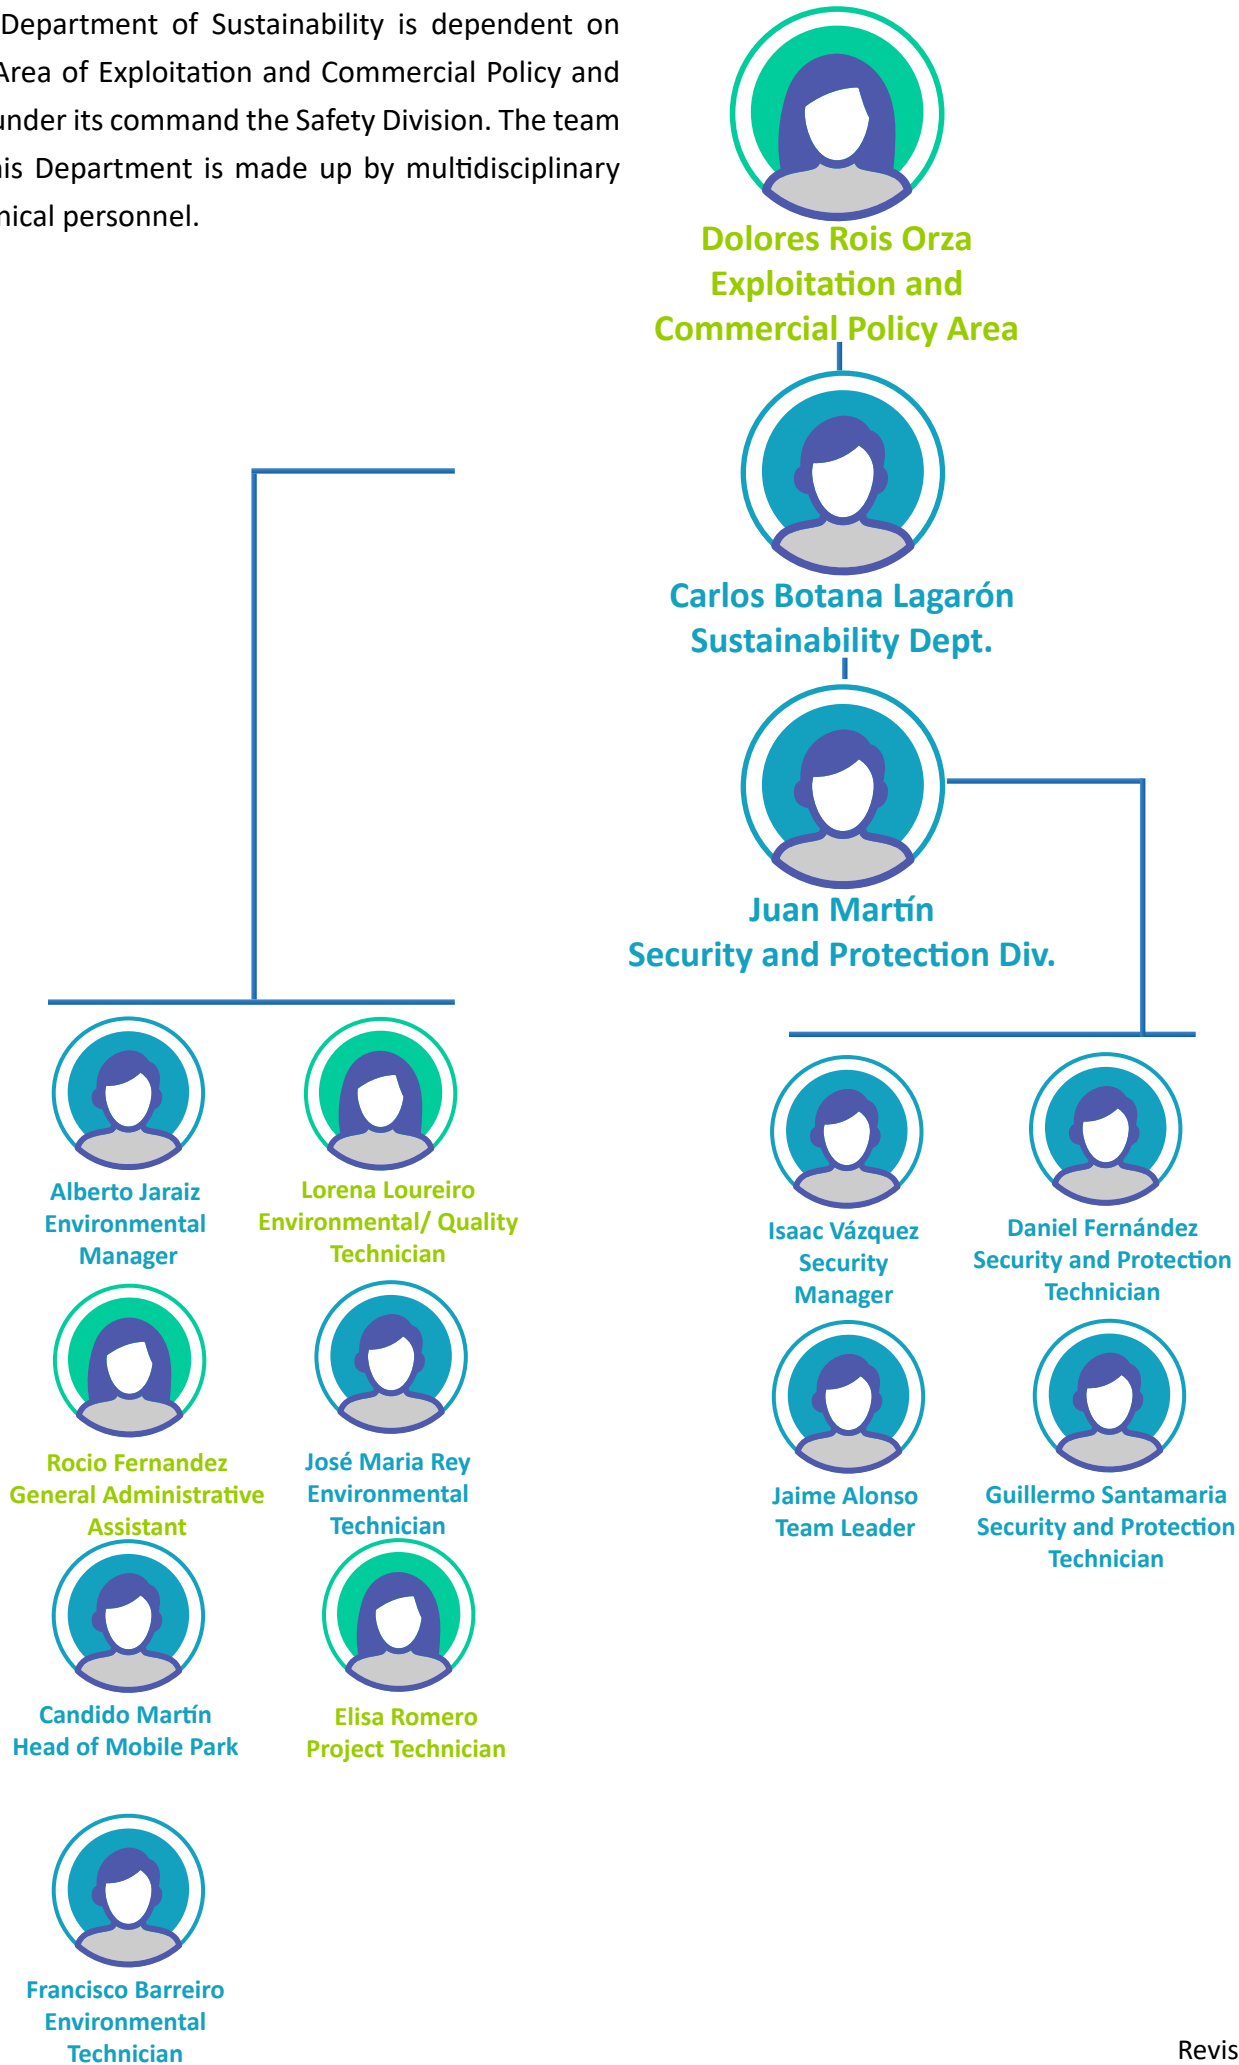 Department of Sustainability is dependent on
Area of Exploitation and Commercial Policy and
under its command the Safety Division. The team
Department is made up by multidisciplinary
personnel.
Dolores Rois Orza
Exploitation and
Commercial Policy Area
Carlos Botana Lagarón
Sustainability Dept.
Juan Martín
Security and Protection Div.
Alberto Jaraiz
Environmental
Manager
Lorena Loureiro
Environmental/ Quality
Technician
Isaac Vázquez
Security
Manager
Daniel Fernández
Security and Protection
Technician
Rocio Fernandez
General Administrative
Assistant
José Maria Rey
Environmental
Technician
Jaime Alonso
Team Leader
Guillermo Santamaria
Security and Protection
Technician
Candido Martín
Head of Mobile Park
Elisa Romero
Project Technician
Francisco Barreiro
Environmental
Technician